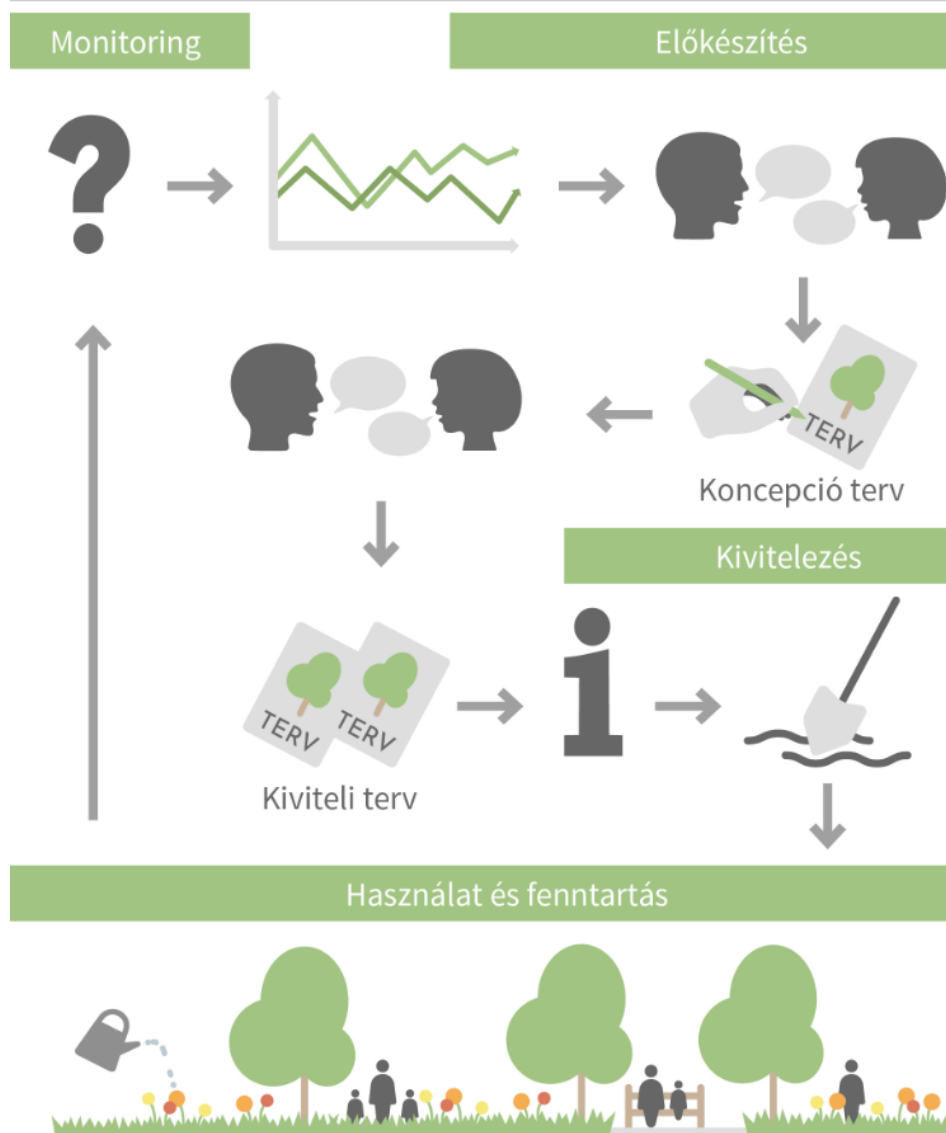 Monitoring
Előkészítés
TERV
Koncepció terv
Kivitelezés
TERV
TERV
Kiviteli terv
Használat és fenntartás